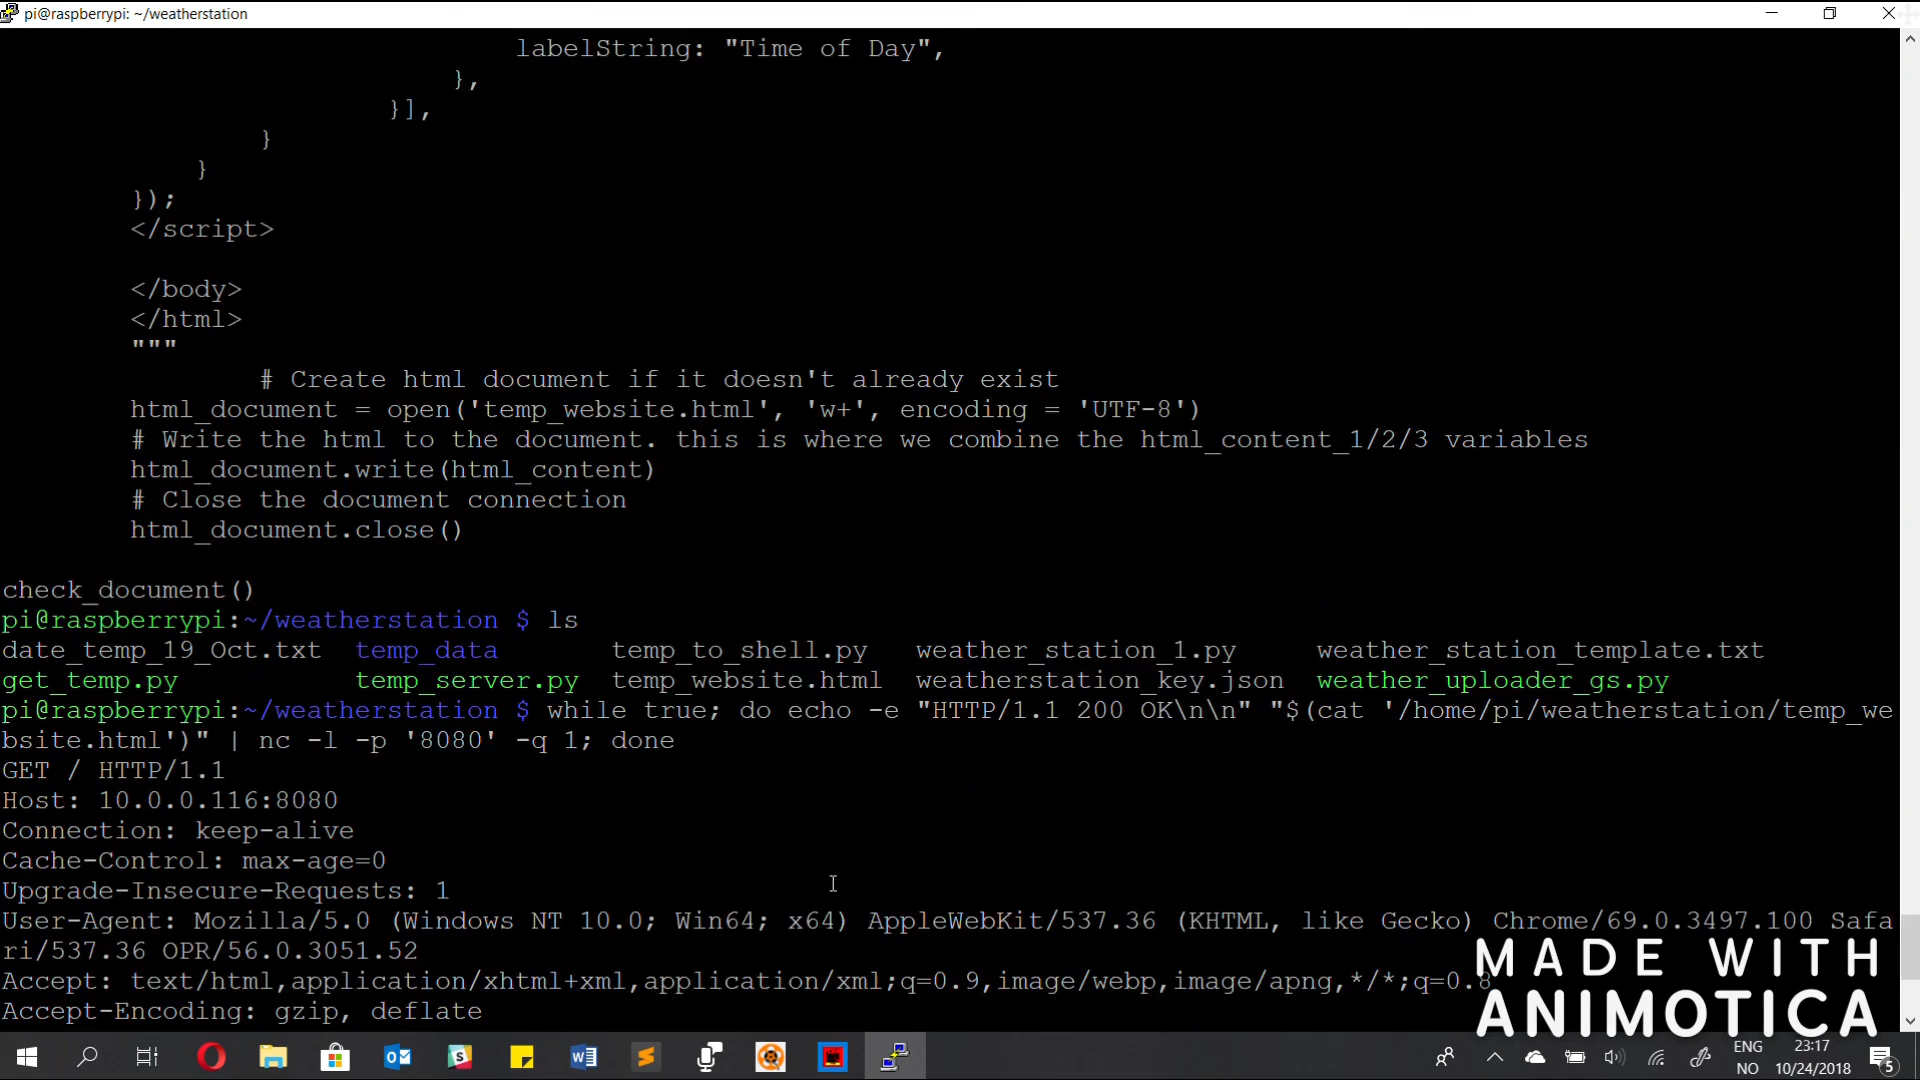 pi@raspberrypi: ~/weatherstation
labelString: "Time of Day",
},
}],
}
}
});
</script>
</body>
</html>
"""
# Create html document if it doesn't already exist
html_document = open('temp_website.html', 'w+', encoding = 'UTF-8')
# Write the html to the document. this is where we combine the html_content_1/2/3 variables
html_document.write(html_content)
# Close the document connection
html_document.close()
check_document()
pi@raspberrypi:~/weatherstation $ ls
date_temp_19_Oct.txt temp_data temp_to_shell.py weather_station_1.py weather_station_template.txt
get_temp.py temp_server.py temp_website.html weatherstation_key.json weather_uploader_gs.py
pi@raspberrypi:~/weatherstation $ while true; do echo -e "HTTP/1.1 200 OK\n\n" "$(cat '/home/pi/weatherstation/temp_we
bsite.html')" | nc -l -p '8080' -q 1; done
GET / HTTP/1.1
Host: 10.0.0.116:8080
Connection: keep-alive
Cache-Control: max-age=0
Upgrade-Insecure-Requests: 1
User-Agent: Mozilla/5.0 (Windows NT 10.0; Win64; x64) AppleWebKit/537.36 (KHTML, like Gecko) Chrome/69.0.3497.100 Safa
ri/537.36 OPR/56.0.3051.52
Accept: text/html,application/xhtml+xml,application/xml;q=0.9,image/webp,image/apng,*/*;q=0.8
Accept-Encoding: gzip, deflate
MADE WITH
ANIMOTICA
ENG
NO
23:17
10/24/2018
5